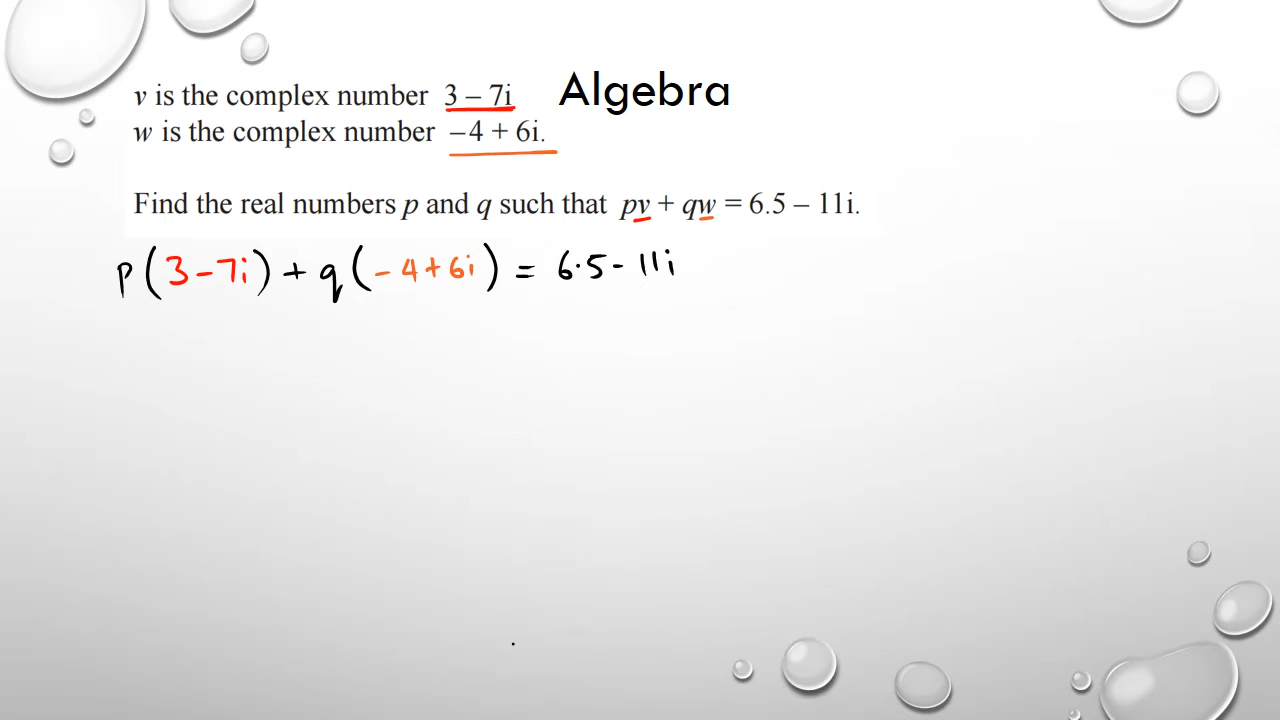 v is the complex number 3 – 7i
Algebra
w is the complex number –4 + 6i.
Find the real numbers p and q such that pv + qw = 6.5 – 11i.
p(3-7i) + q(-4+6i) = 6·5-11i